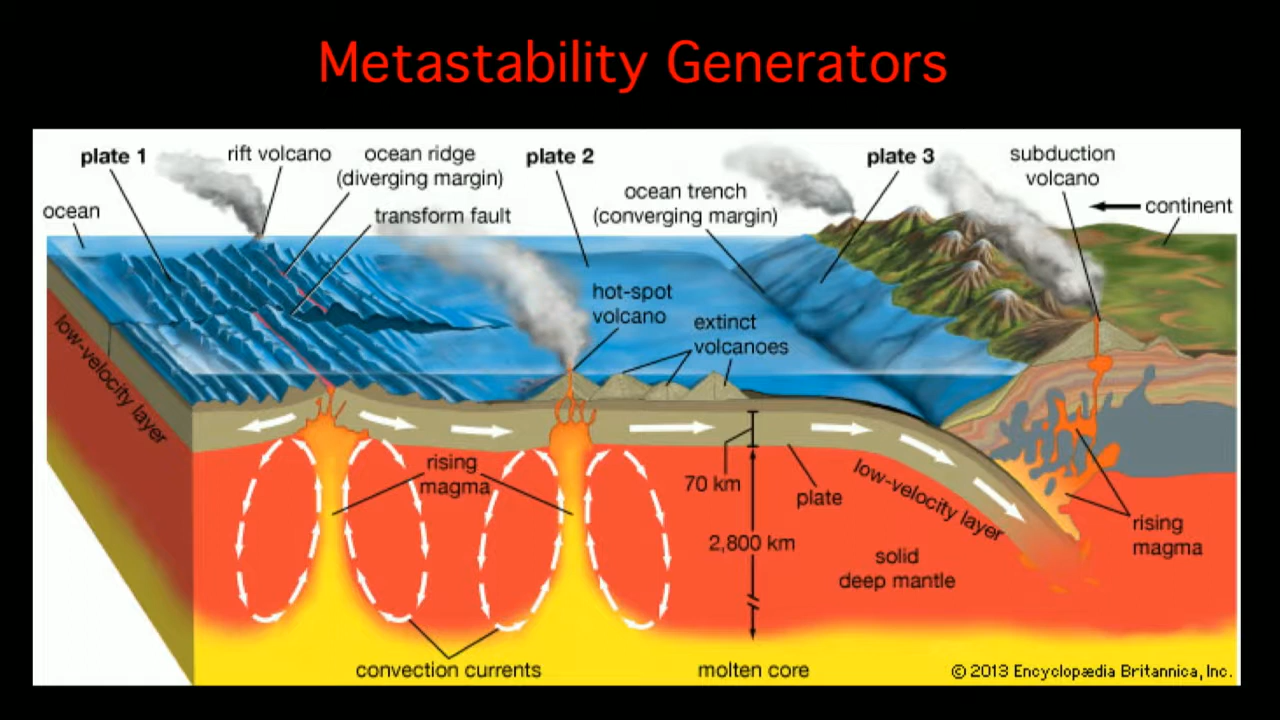 Metastability Generators
plate 1
rift volcano
ocean ridge
(diverging margin)
plate 2
plate 3
subduction
volcano
ocean
transform fault
ocean trench
(converging margin)
continent
hot-spot
volcano
extinct
volcanoes
low-velocity layer
rising
magma
70 km
plate
low-velocity layer
2,800 km
solid
deep mantle
rising
magma
convection currents
molten core
© 2013 Encyclopædia Britannica, Inc.